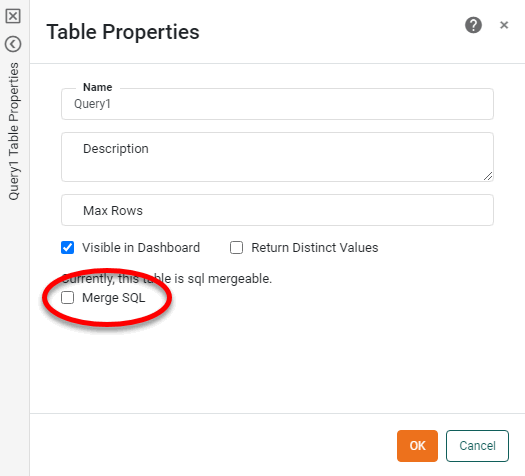 Query1 Table Properties
Table Properties
Name
Query1
Description
Max Rows
Visible in Dashboard
Return Distinct Values
Currently, this table is sql mergeable.
Merge SQL
OK
Cancel